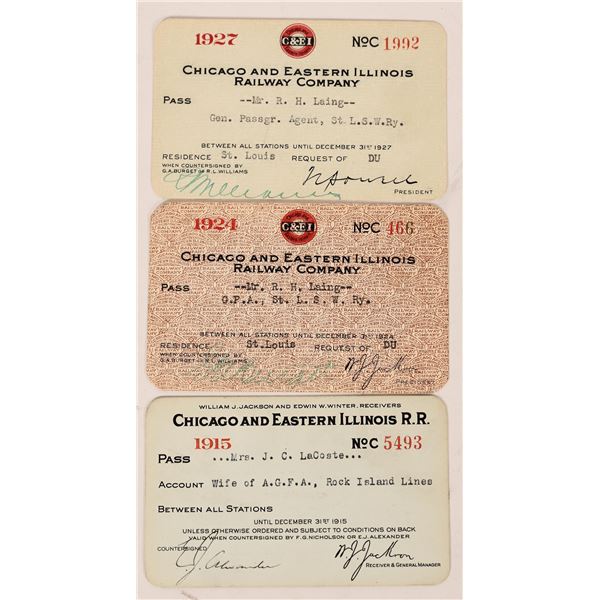 1927 C&EI NoC 1992
CHICAGO AND EASTERN ILLINOIS
RAILWAY COMPANY
PASS --Mr. R. H. Laing--
Gen. Passgr. Agent, St L.S.W.Ry.
BETWEEN ALL STATIONS UNTIL DECEMBER 31ST 1927
RESIDENCE St. Louis REQUEST OF DU
WHEN COUNTERSIGNED BY
G.A.BURGET OR R.L.WILLIAMS
PRESIDENT
1924 C&EI NoC 466
CHICAGO AND EASTERN ILLINOIS
RAILWAY COMPANY
PASS --Mr. R. H. Laing--
G.P.A., St. L. S. W. Ry.
BETWEEN ALL STATIONS UNTIL DECEMBER 31ST 1924
RESIDENCE St.Louis REQUEST OF DU
WHEN COUNTERSIGNED BY
G.A.BURGET OR R.L.WILLIAMS
W J Jackson
PRESIDENT
WILLIAM J. JACKSON AND EDWIN W. WINTER, RECEIVERS
CHICAGO AND EASTERN ILLINOIS R.R.
1915 NoC 5493
PASS ...Mrs. J. C. LaCoste...
ACCOUNT Wife of A.G.F.A., Rock Island Lines
BETWEEN ALL STATIONS
UNTIL DECEMBER 31ST 1915
UNLESS OTHERWISE ORDERED AND SUBJECT TO CONDITIONS ON BACK
VALID WHEN COUNTERSIGNED BY F.G.NICHOLSON OR E.J.ALEXANDER
COUNTERSIGNED
E.J. Alexander W J Jackson
RECEIVER & GENERAL MANAGER